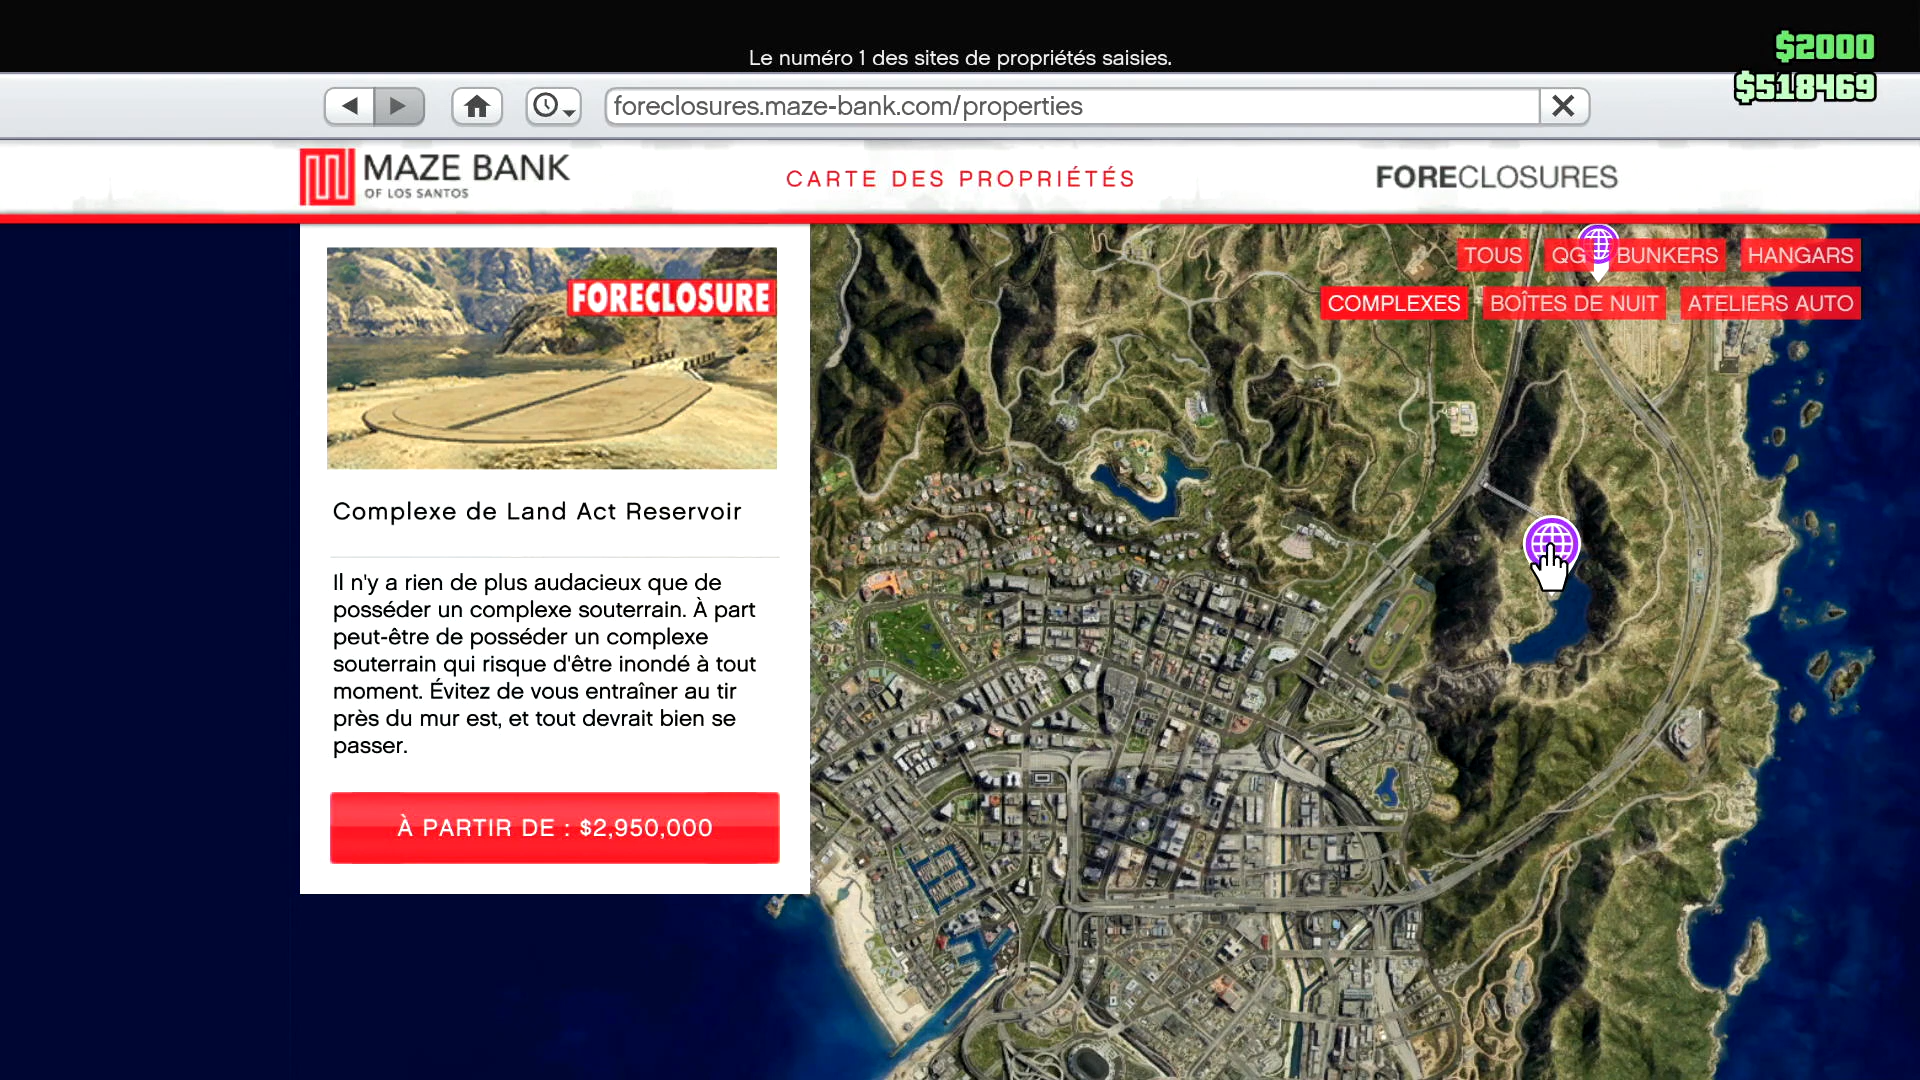 Le numéro 1 des sites de propriétés saisies.
$2000
$518469
foreclosures.maze-bank.com/properties
MAZE BANK
OF LOS SANTOS
CARTE DES PROPRIÉTÉS
FORECLOSURES
TOUS
QG
BUNKERS
HANGARS
COMPLEXES
BOÎTES DE NUIT
ATELIERS AUTO
FORECLOSURE
Complexe de Land Act Reservoir
Il n'y a rien de plus audacieux que de
posséder un complexe souterrain. À part
peut-être de posséder un complexe
souterrain qui risque d'être inondé à tout
moment. Évitez de vous entraîner au tir
près du mur est, et tout devrait bien se
passer.
À PARTIR DE : $2,950,000